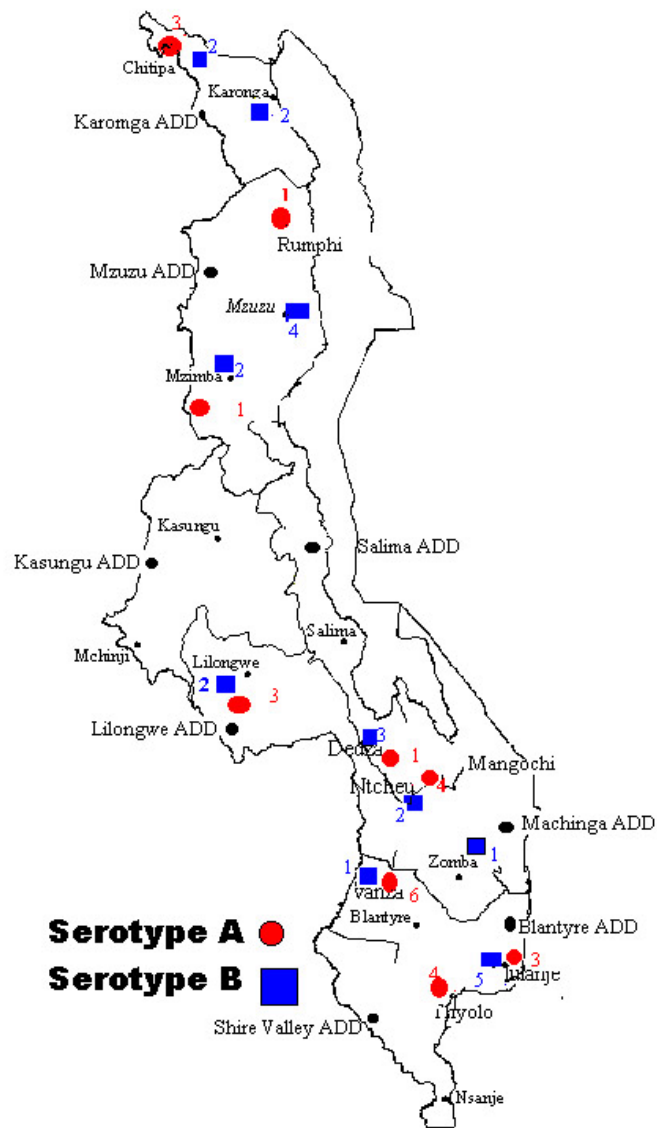 3
2
Chitipa
Karonga
2
Karomga ADD
1
Rumphi
Mzuzu ADD
Mzuzu
4
2
Mzimba
1
Kasungu
Salima ADD
Kasungu ADD
Salima
Mchinji
Lilongwe
2
3
Lilongwe ADD
3
Dedza
1
Mangochi
4
Ntcheu
2
Machinga ADD
1
Zomba
1
6
Blantyre
Blantyre ADD
Serotype A
3
5
4
Serotype B
Shire Valley ADD
Nsanje